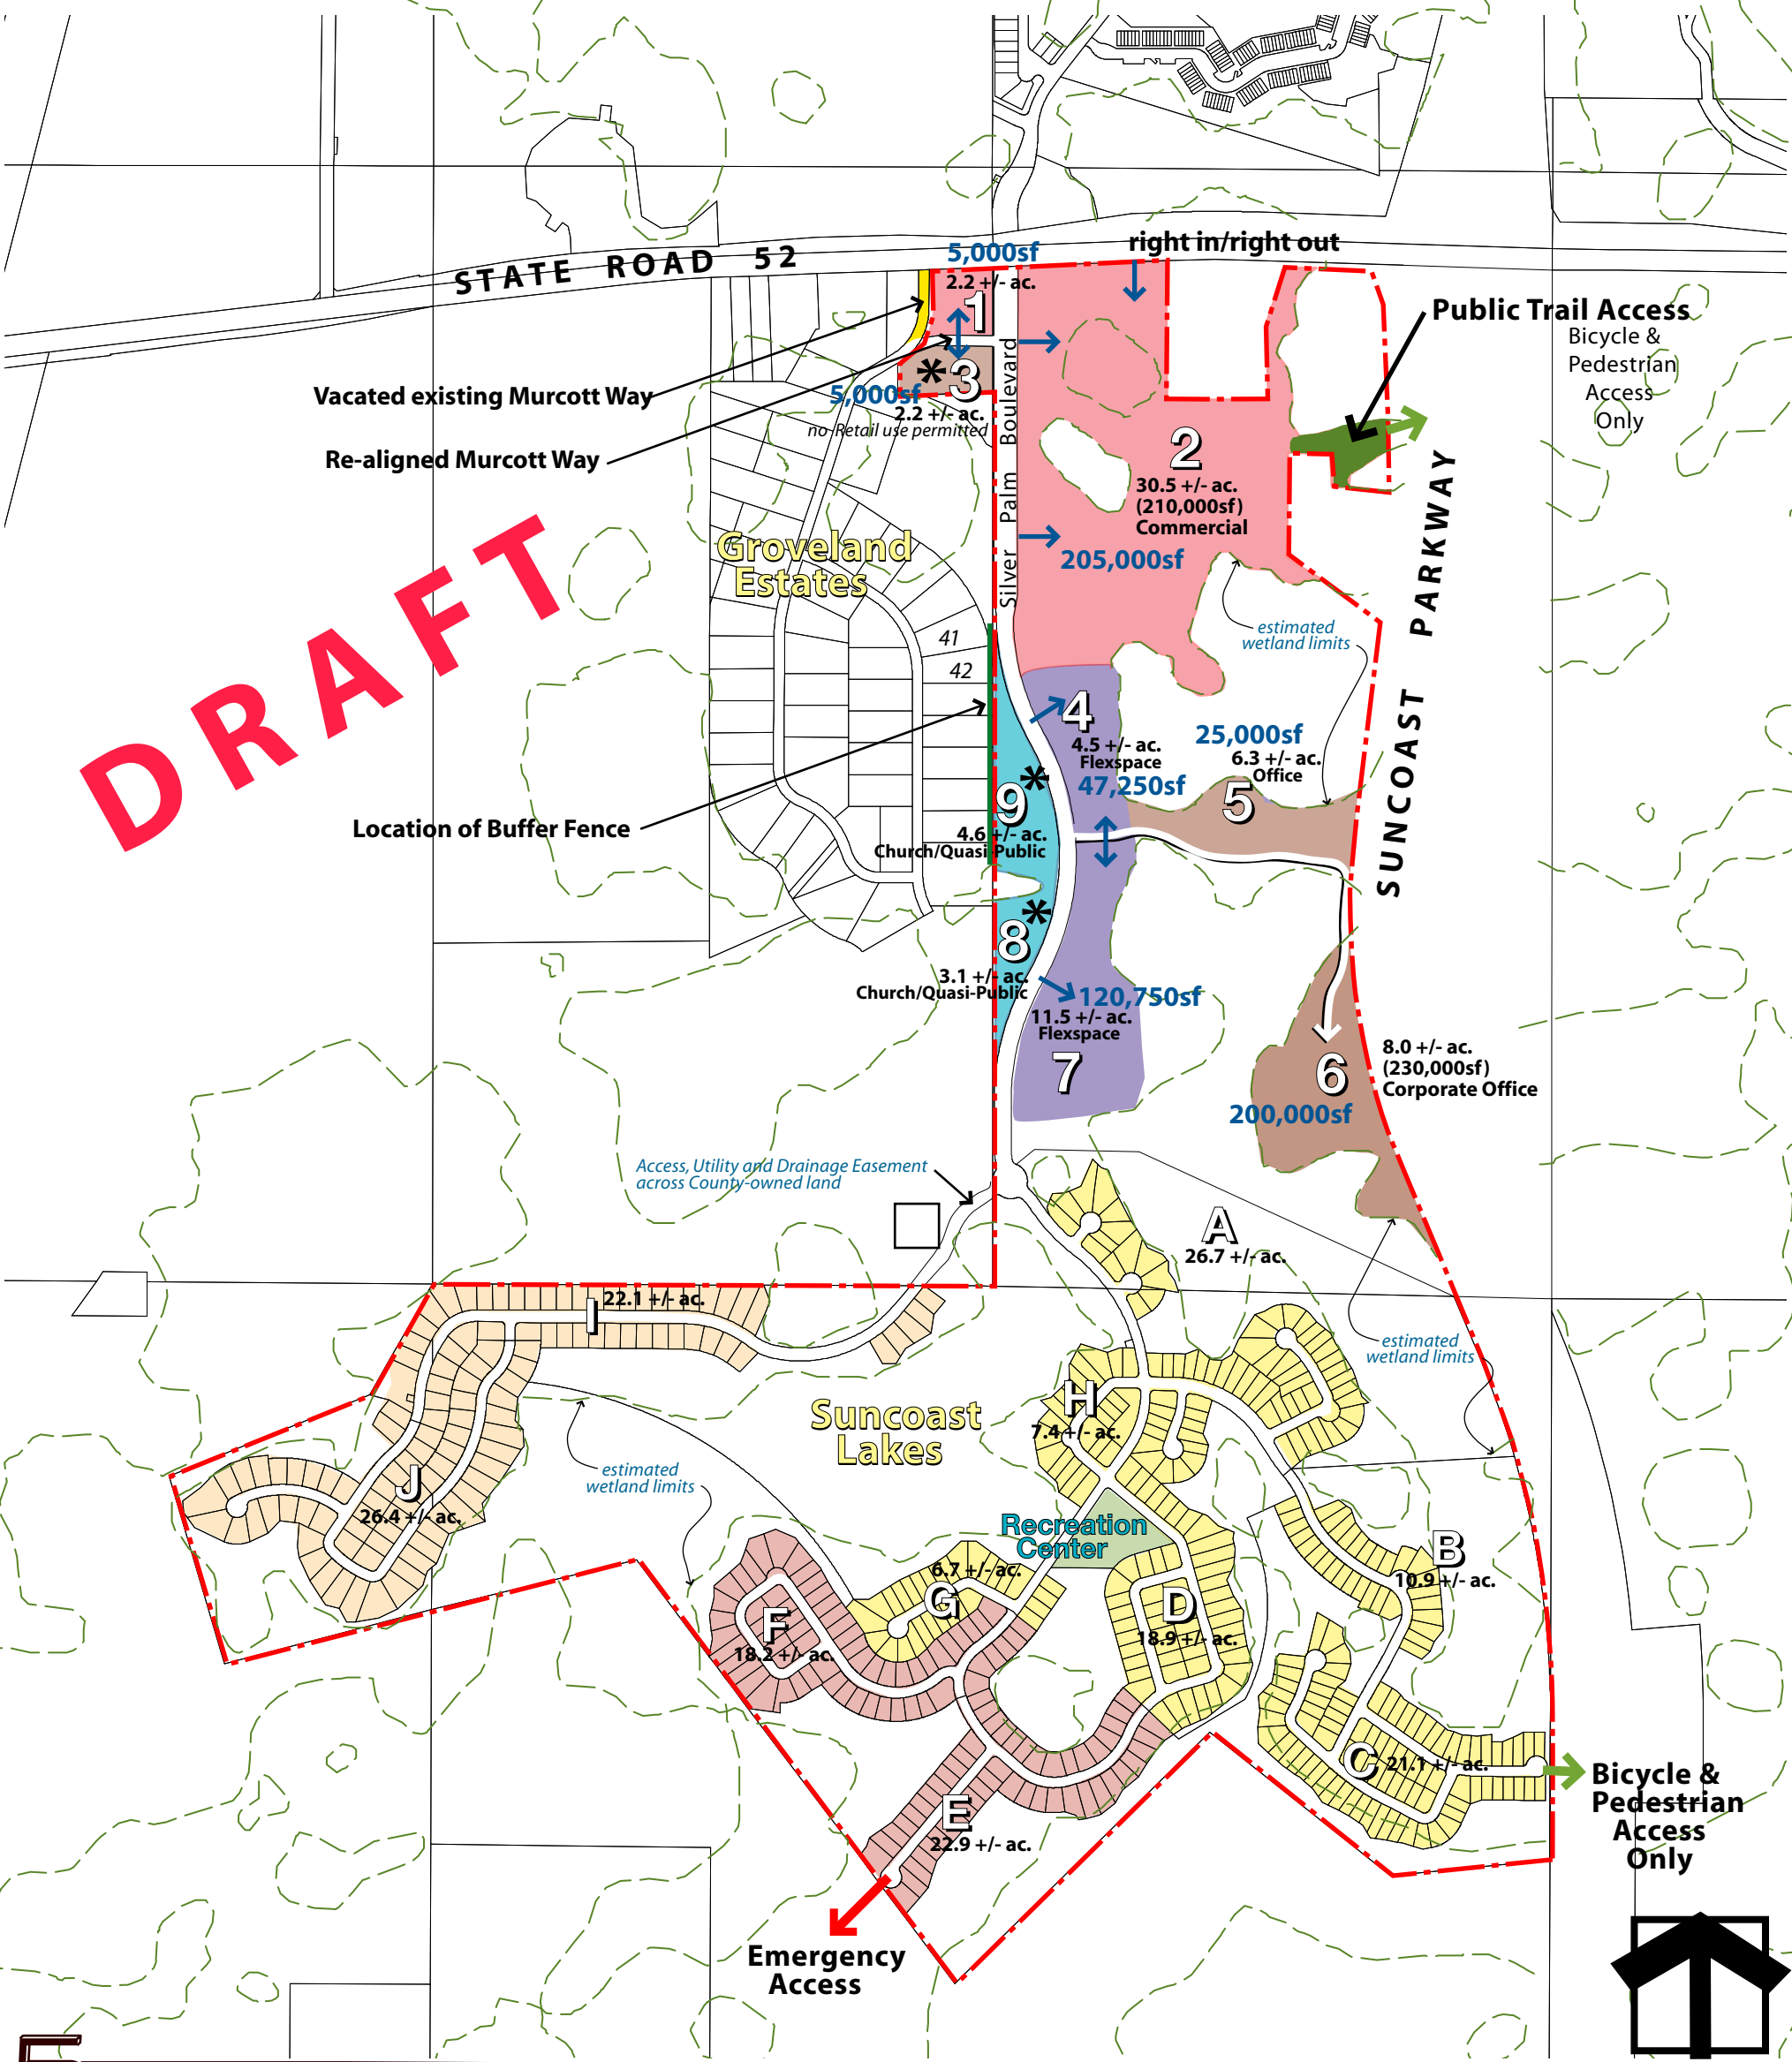 STATE ROAD 52
5,000sf
right in/right out
2.2 +/- ac.
1
Public Trail Access
Bicycle &
Pedestrian
Access
Only
Vacated existing Murcott Way
* 3
5,000sf
2.2 +/- ac.
no Retail use permitted
Re-aligned Murcott Way
Silver Palm Boulevard
2
30.5 +/- ac.
(210,000sf)
Commercial
205,000sf
SUNCOAST PARKWAY
DRAFT
Groveland
Estates
41
42
estimated
wetland limits
4
4.5 +/- ac.
Flexspace
47,250sf
25,000sf
6.3 +/- ac.
Office
5
Location of Buffer Fence
9*
4.6 +/- ac.
Church/Quasi-Public
8*
3.1 +/- ac.
Church/Quasi-Public
120,750sf
11.5 +/- ac.
Flexspace
7
6
8.0 +/- ac.
(230,000sf)
Corporate Office
200,000sf
Access, Utility and Drainage Easement
across County-owned land
A
26.7 +/- ac.
I
22.1 +/- ac.
estimated
wetland limits
Suncoast
Lakes
H
7.4 +/- ac.
J
26.4 +/- ac.
estimated
wetland limits
Recreation
Center
B
10.9 +/- ac.
6.7 +/- ac.
G
F
18.2 +/- ac.
D
18.9 +/- ac.
C
21.1 +/- ac.
E
22.9 +/- ac.
Bicycle &
Pedestrian
Access
Only
Emergency
Access